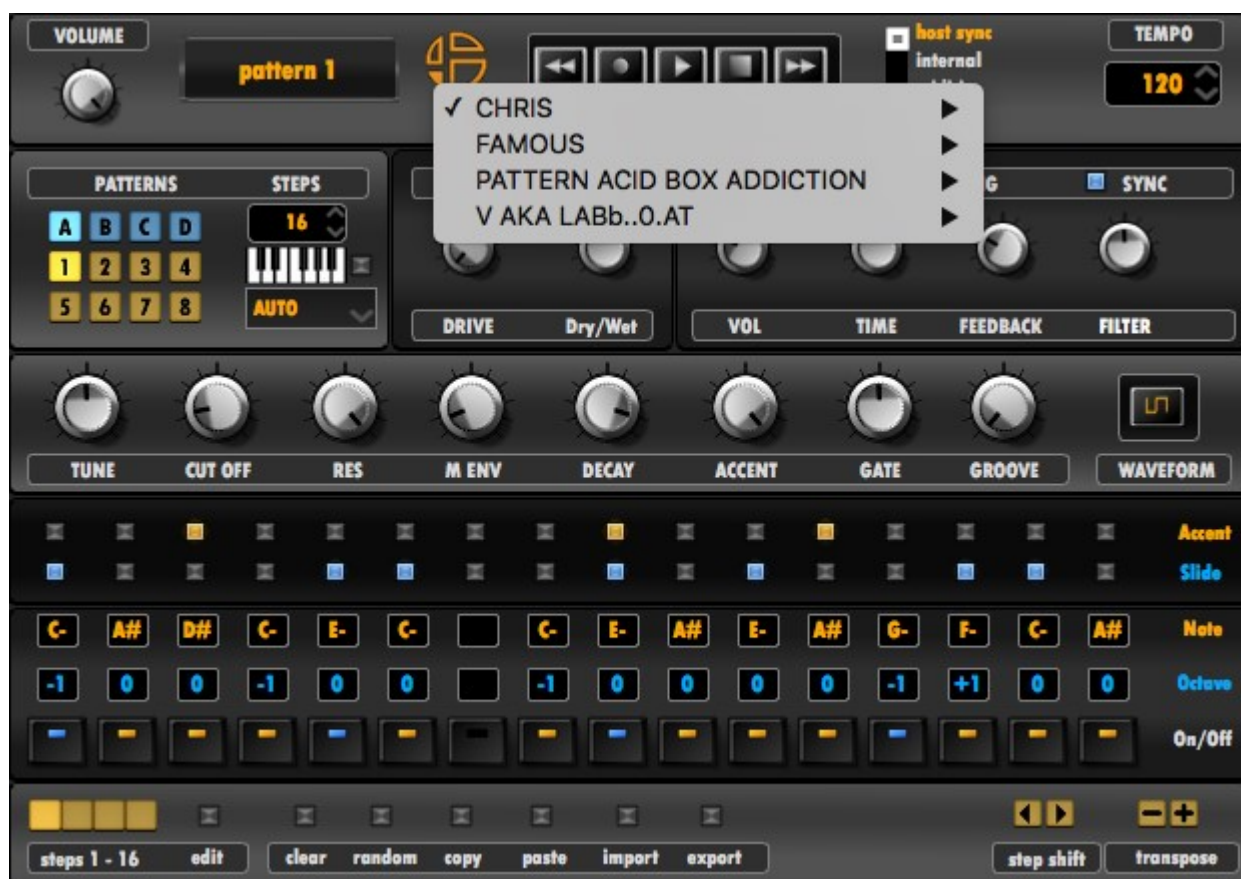 VOLUME
pattern 1
host sync
internal
TEMPO
120
✓ CHRIS
FAMOUS
PATTERN ACID BOX ADDICTION
V AKA LABb..0.AT
PATTERNS STEPS
SYNC
A B C D
16
1 2 3 4
5 6 7 8
AUTO
DRIVE Dry/Wet
VOL TIME FEEDBACK FILTER
TUNE CUT OFF RES M ENV DECAY ACCENT GATE GROOVE WAVEFORM
Accent
Slide
C- A# D# C- E- C- C- E- A# E- A# G- F- C- A# Note
-1 0 0 -1 0 0 -1 0 0 0 0 -1 +1 0 0 Octave
On/Off
steps 1 - 16 edit clear random copy paste import export step shift transpose